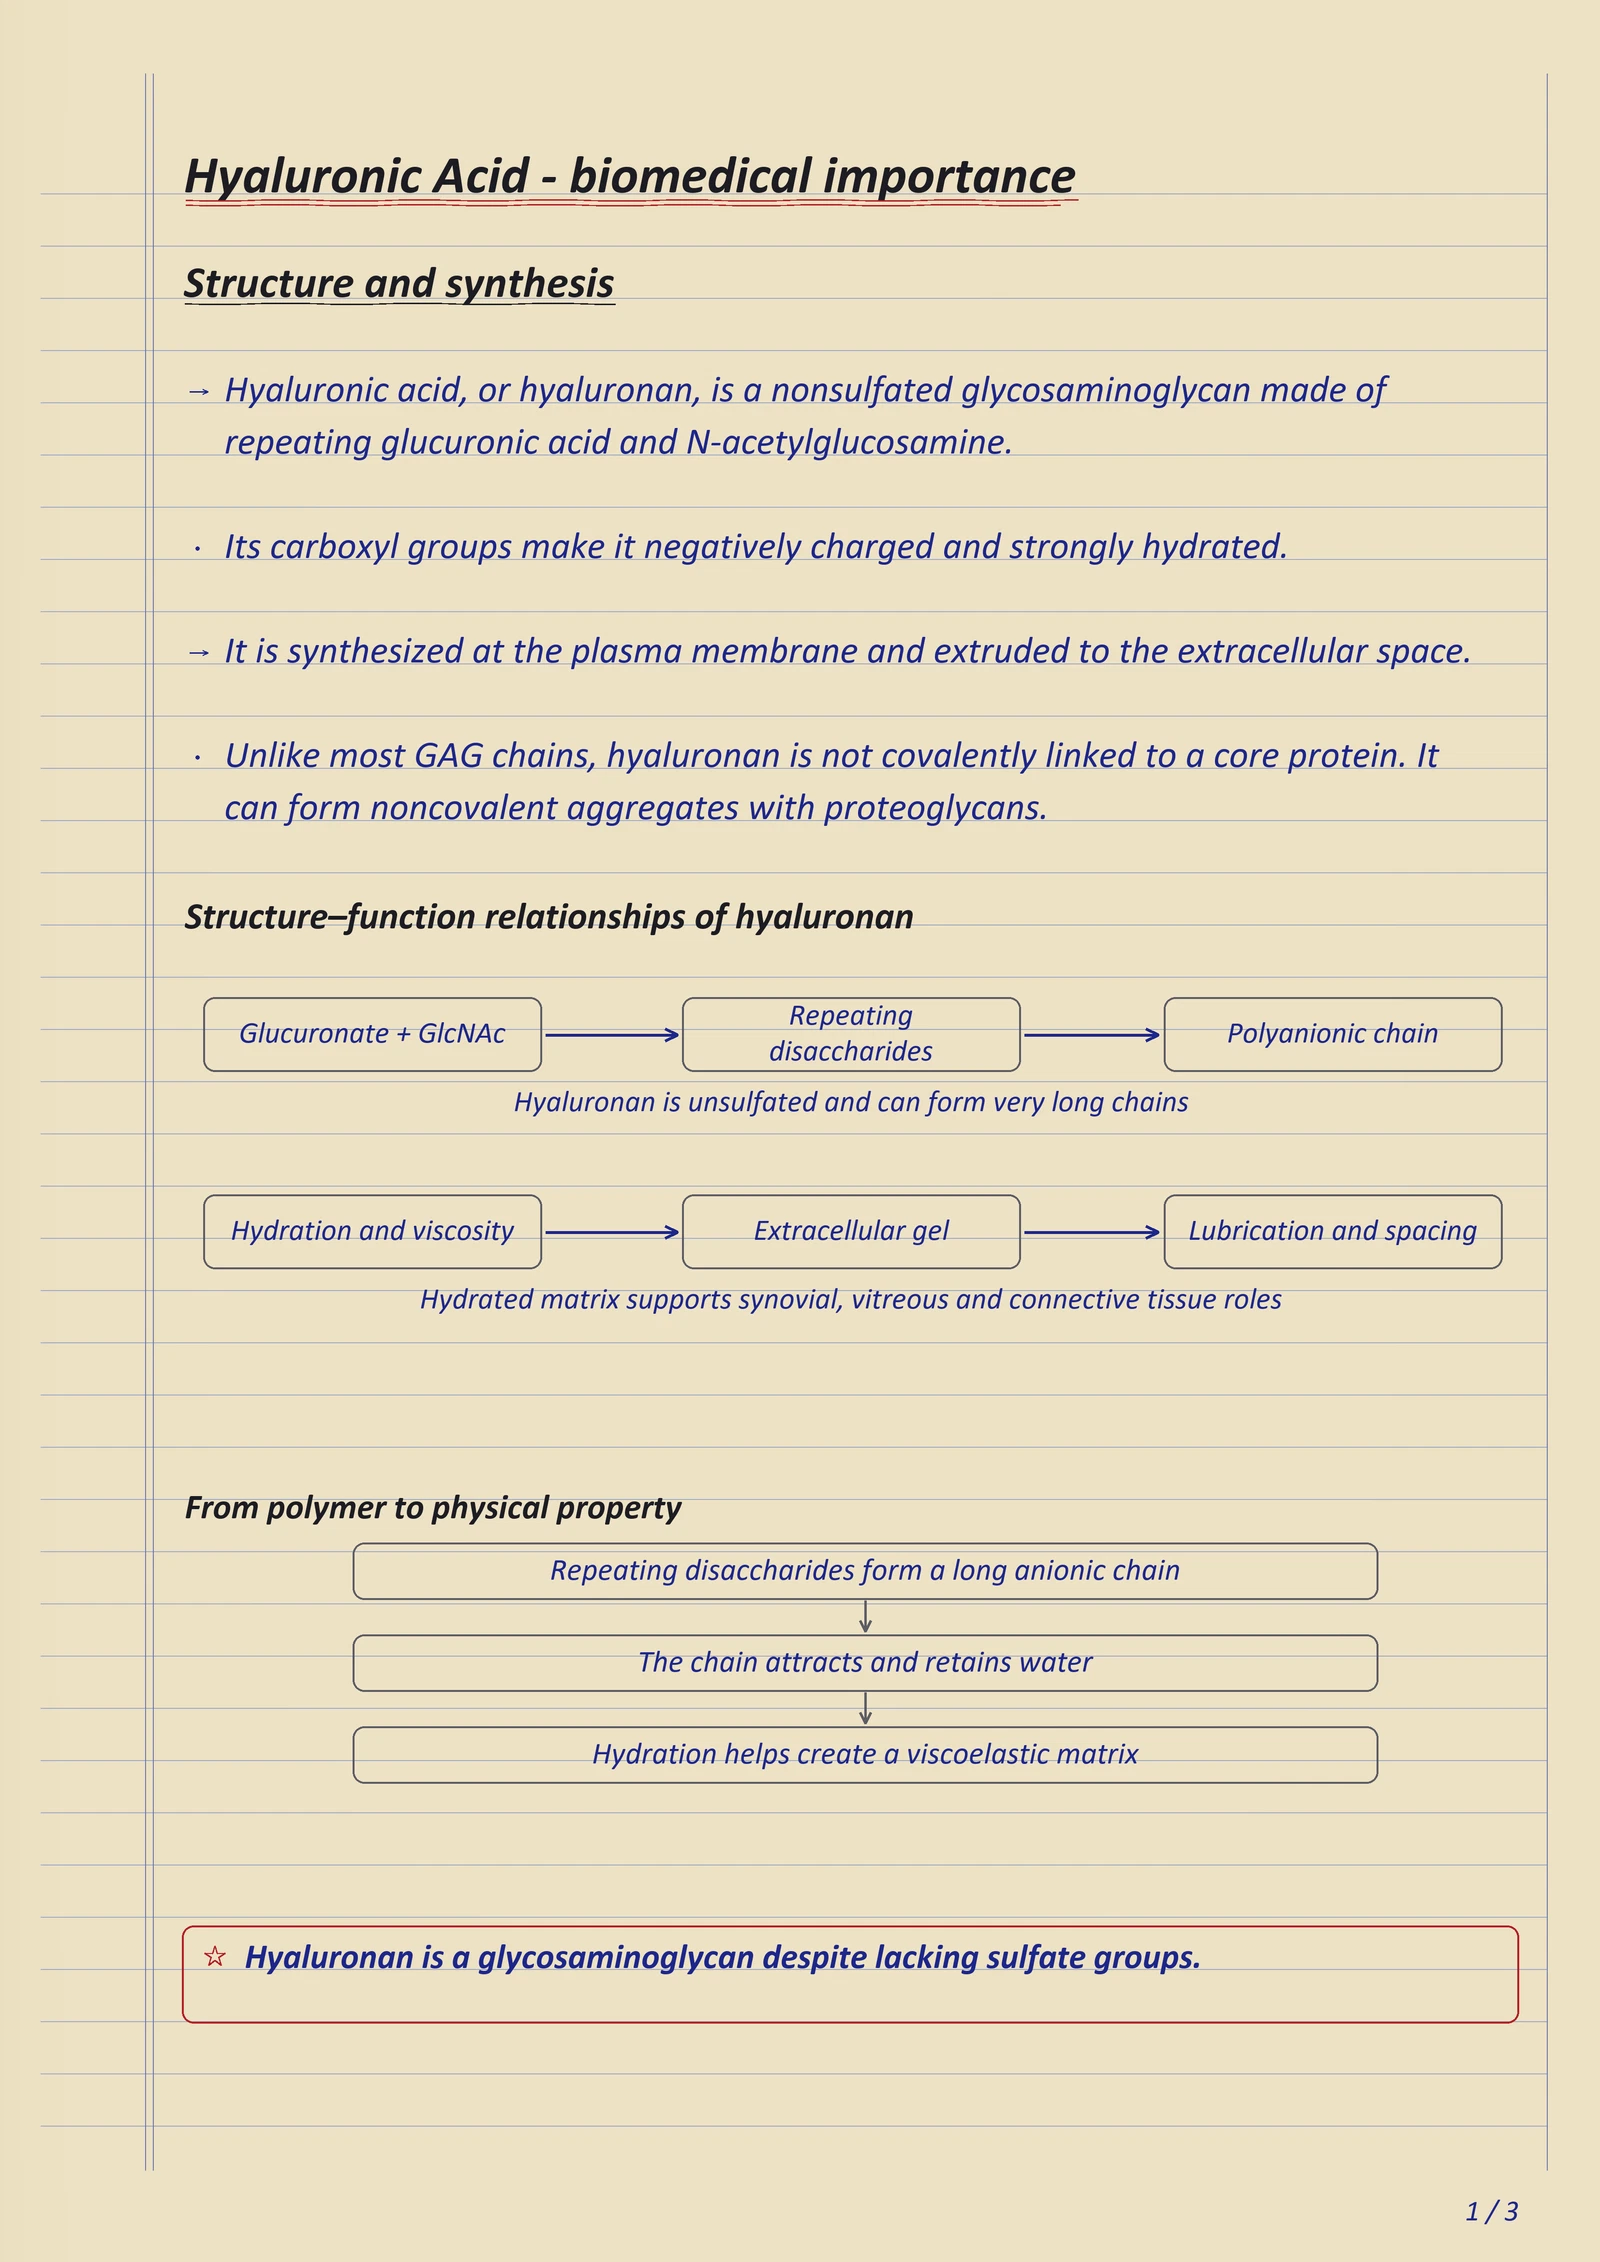 Hyaluronic Acid - biomedical importance
Structure and synthesis
→ Hyaluronic acid, or hyaluronan, is a nonsulfated glycosaminoglycan made of
repeating glucuronic acid and N-acetylglucosamine.
· Its carboxyl groups make it negatively charged and strongly hydrated.
→ It is synthesized at the plasma membrane and extruded to the extracellular space.
· Unlike most GAG chains, hyaluronan is not covalently linked to a core protein. It
can form noncovalent aggregates with proteoglycans.
Structure–function relationships of hyaluronan
Glucuronate + GlcNAc
Repeating
disaccharides
Polyanionic chain
Hyaluronan is unsulfated and can form very long chains
Hydration and viscosity
Extracellular gel
Lubrication and spacing
Hydrated matrix supports synovial, vitreous and connective tissue roles
From polymer to physical property
Repeating disaccharides form a long anionic chain
The chain attracts and retains water
Hydration helps create a viscoelastic matrix
☆ Hyaluronan is a glycosaminoglycan despite lacking sulfate groups.
1 / 3